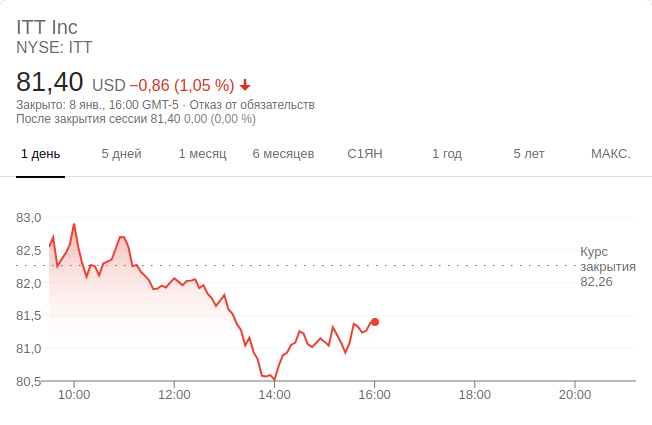 ITT Inc
NYSE: ITT
81,40 USD −0,86 (1,05 %)
Закрыто: 8 янв., 16:00 GMT-5 · Отказ от обязательств
После закрытия сессии 81,40 0,00 (0,00 %)
1 день 5 дней 1 месяц 6 месяцев С1ЯН 1 год 5 лет МАКС.
83,0
82,5
82,0
81,5
81,0
80,5
Курс
закрытия
82,26
10:00 12:00 14:00 16:00 18:00 20:00